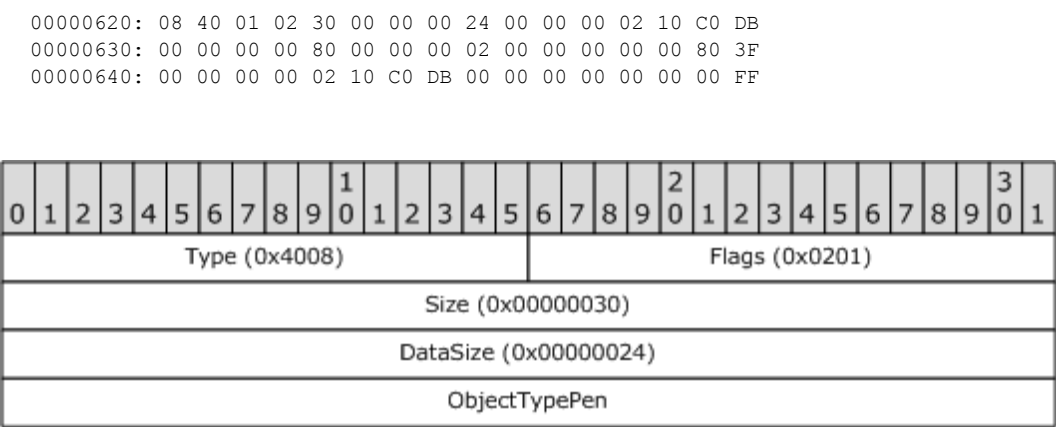 00000620: 08 40 01 02 30 00 00 00 24 00 00 00 02 10 C0 DB
00000630: 00 00 00 00 80 00 00 00 02 00 00 00 00 00 80 3F
00000640: 00 00 00 00 02 10 C0 DB 00 00 00 00 00 00 00 FF
1 2 3
0 1 2 3 4 5 6 7 8 9 0 1 2 3 4 5 6 7 8 9 0 1 2 3 4 5 6 7 8 9 0 1
Type (0x4008) Flags (0x0201)
Size (0x00000030)
DataSize (0x00000024)
ObjectTypePen